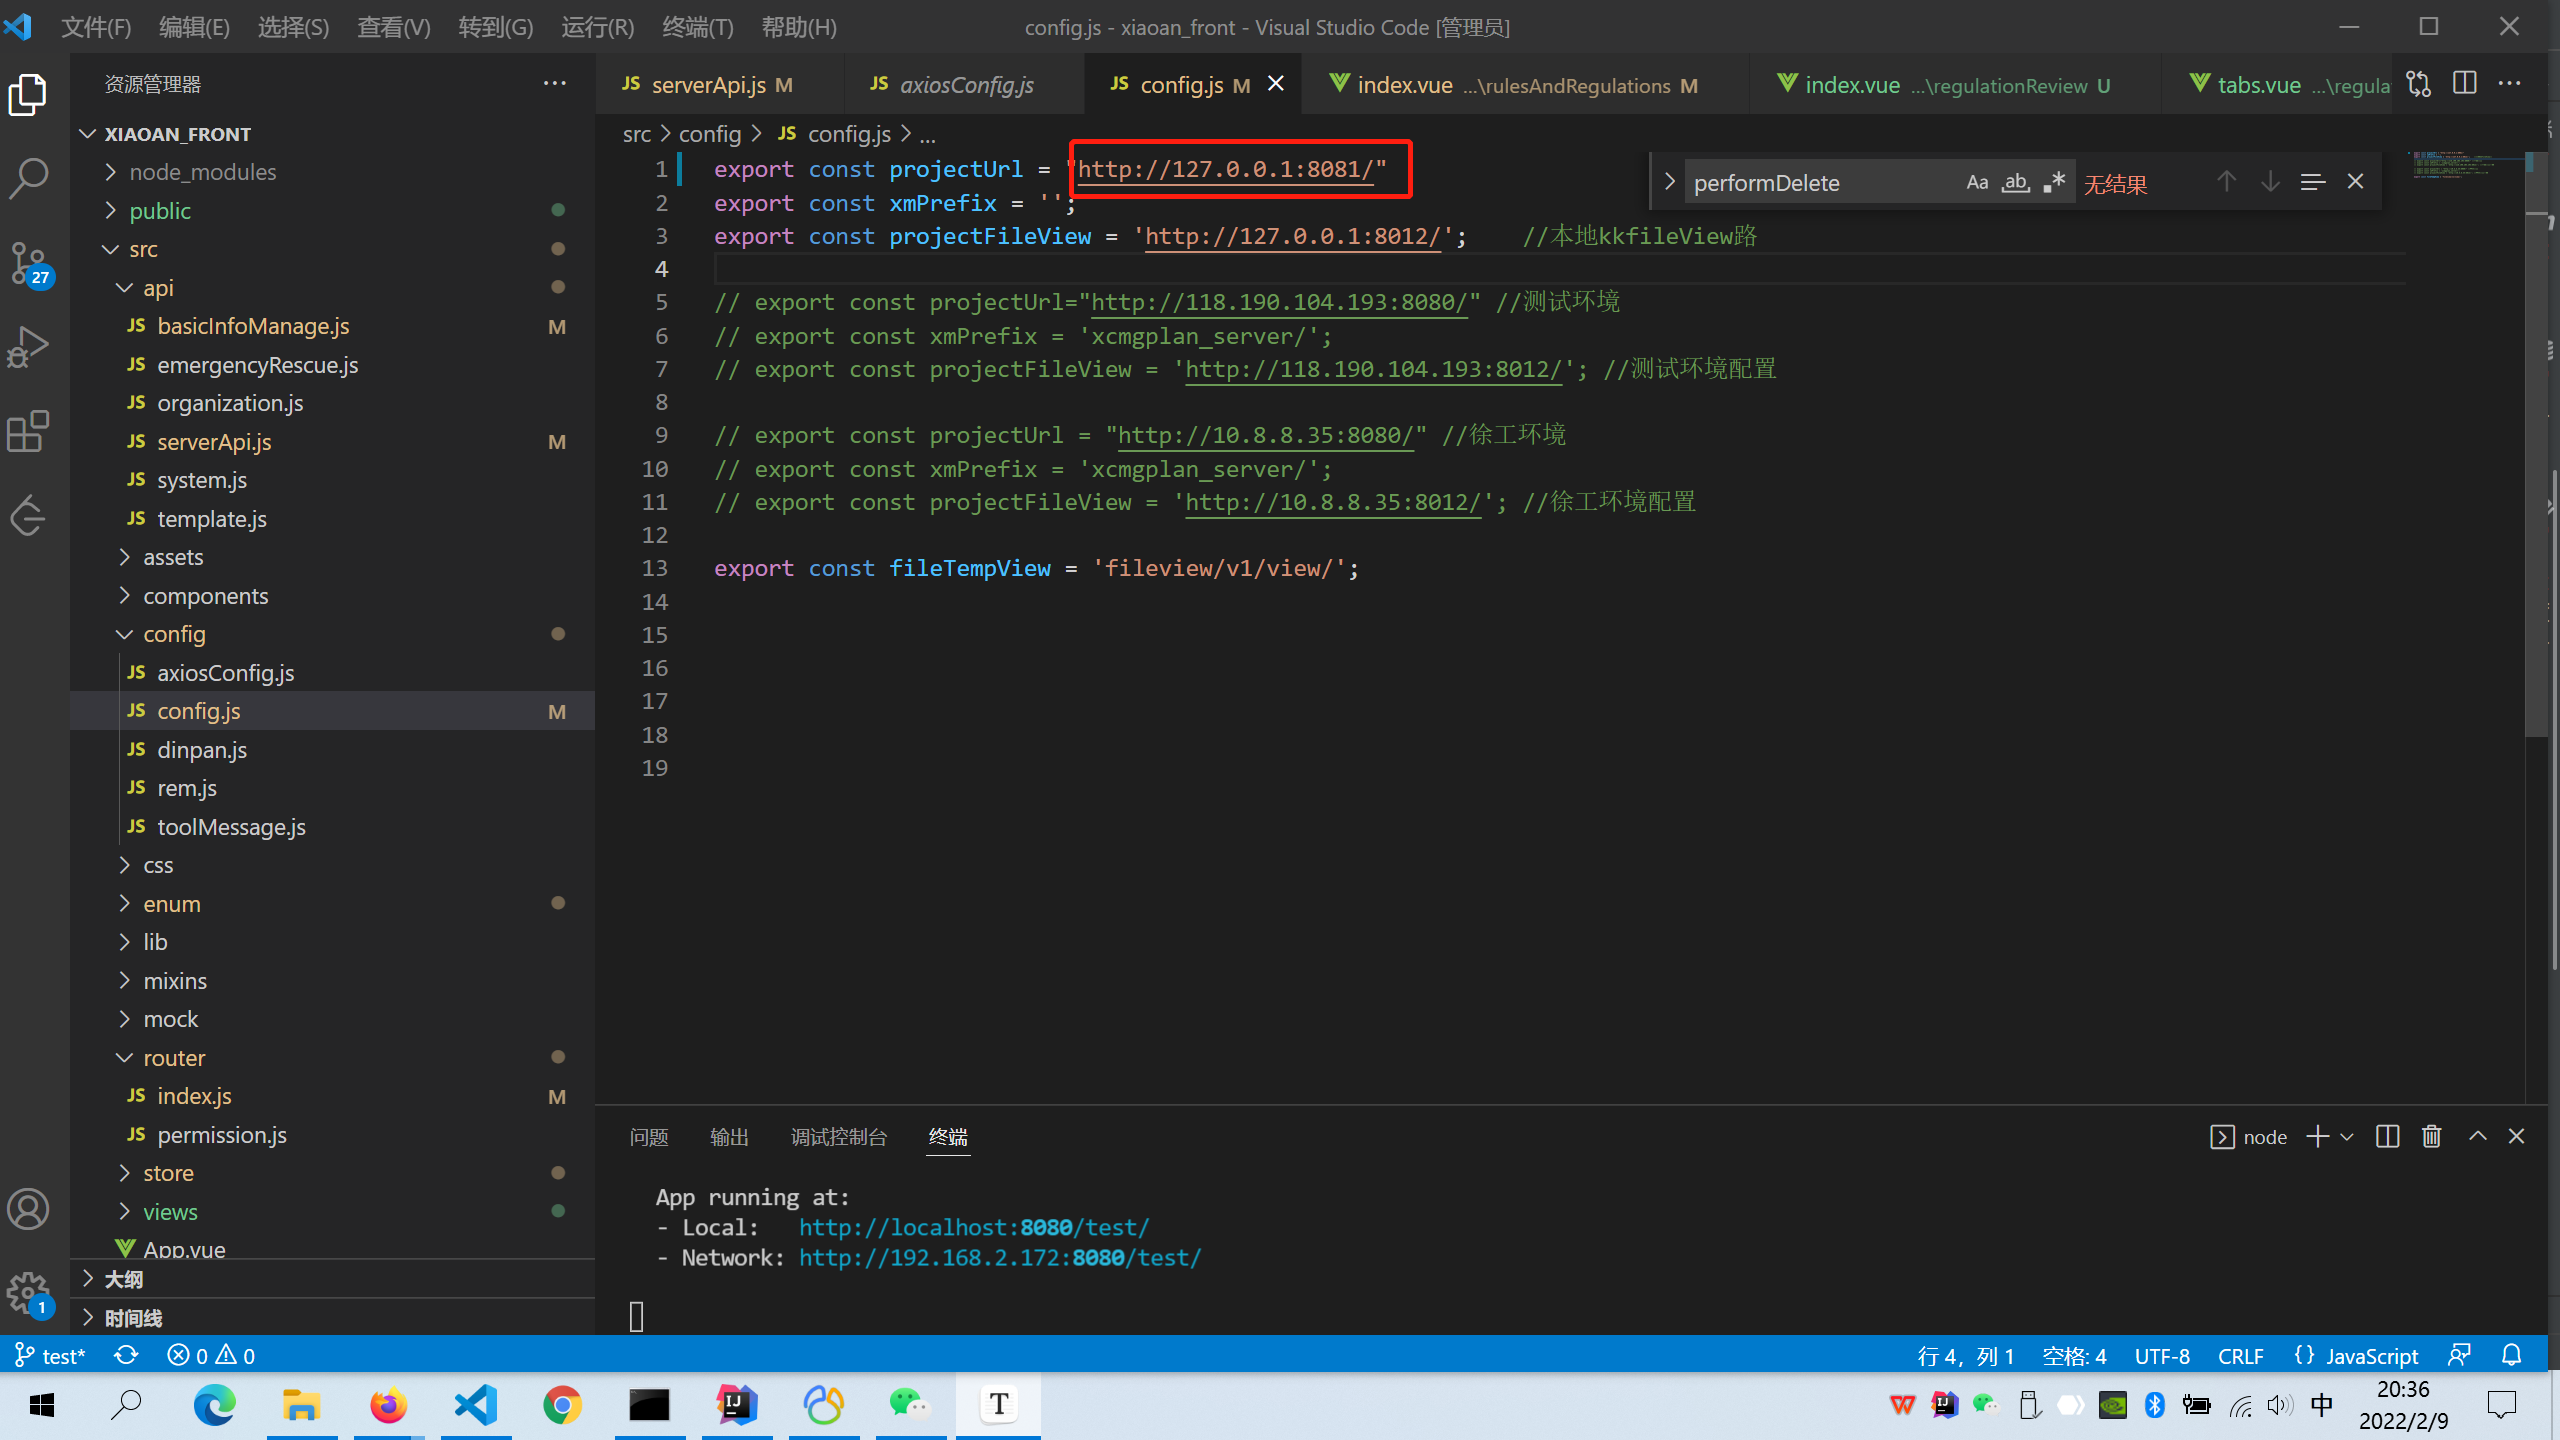 文件(F) 编辑(E) 选择(S) 查看(V) 转到(G) 运行(R) 终端(T) 帮助(H) config.js - xiaoan_front - Visual Studio Code [管理员]
资源管理器
XIAOAN_FRONT
node_modules
public
src
api
JS basicInfoManage.js M
JS emergencyRescue.js
JS organization.js
JS serverApi.js M
JS system.js
JS template.js
assets
components
config
JS axiosConfig.js
JS config.js M
JS dinpan.js
JS rem.js
JS toolMessage.js
css
enum
lib
mixins
mock
router
JS index.js M
JS permission.js
store
views
App.vue
大纲
时间线
27
1
JS serverApi.js M JS axiosConfig.js JS config.js M index.vue ...\rulesAndRegulations M index.vue ...\regulationReview U tabs.vue ...\regula
src > config > JS config.js > ...
performDelete Aa ab .* 无结果
1 export const projectUrl = "http://127.0.0.1:8081/"
2 export const xmPrefix = '';
3 export const projectFileView = 'http://127.0.0.1:8012/'; //本地kkfileView路
4
5 // export const projectUrl="http://118.190.104.193:8080/" //测试环境
6 // export const xmPrefix = 'xcmgplan_server/';
7 // export const projectFileView = 'http://118.190.104.193:8012/'; //测试环境配置
8
9 // export const projectUrl = "http://10.8.8.35:8080/" //徐工环境
10 // export const xmPrefix = 'xcmgplan_server/';
11 // export const projectFileView = 'http://10.8.8.35:8012/'; //徐工环境配置
12
13 export const fileTempView = 'fileview/v1/view/';
14
15
16
17
18
19
问题 输出 调试控制台 终端 node
App running at:
- Local: http://localhost:8080/test/
- Network: http://192.168.2.172:8080/test/
test* 0 0 行 4，列 1 空格: 4 UTF-8 CRLF {} JavaScript
T 中 20:36
2022/2/9